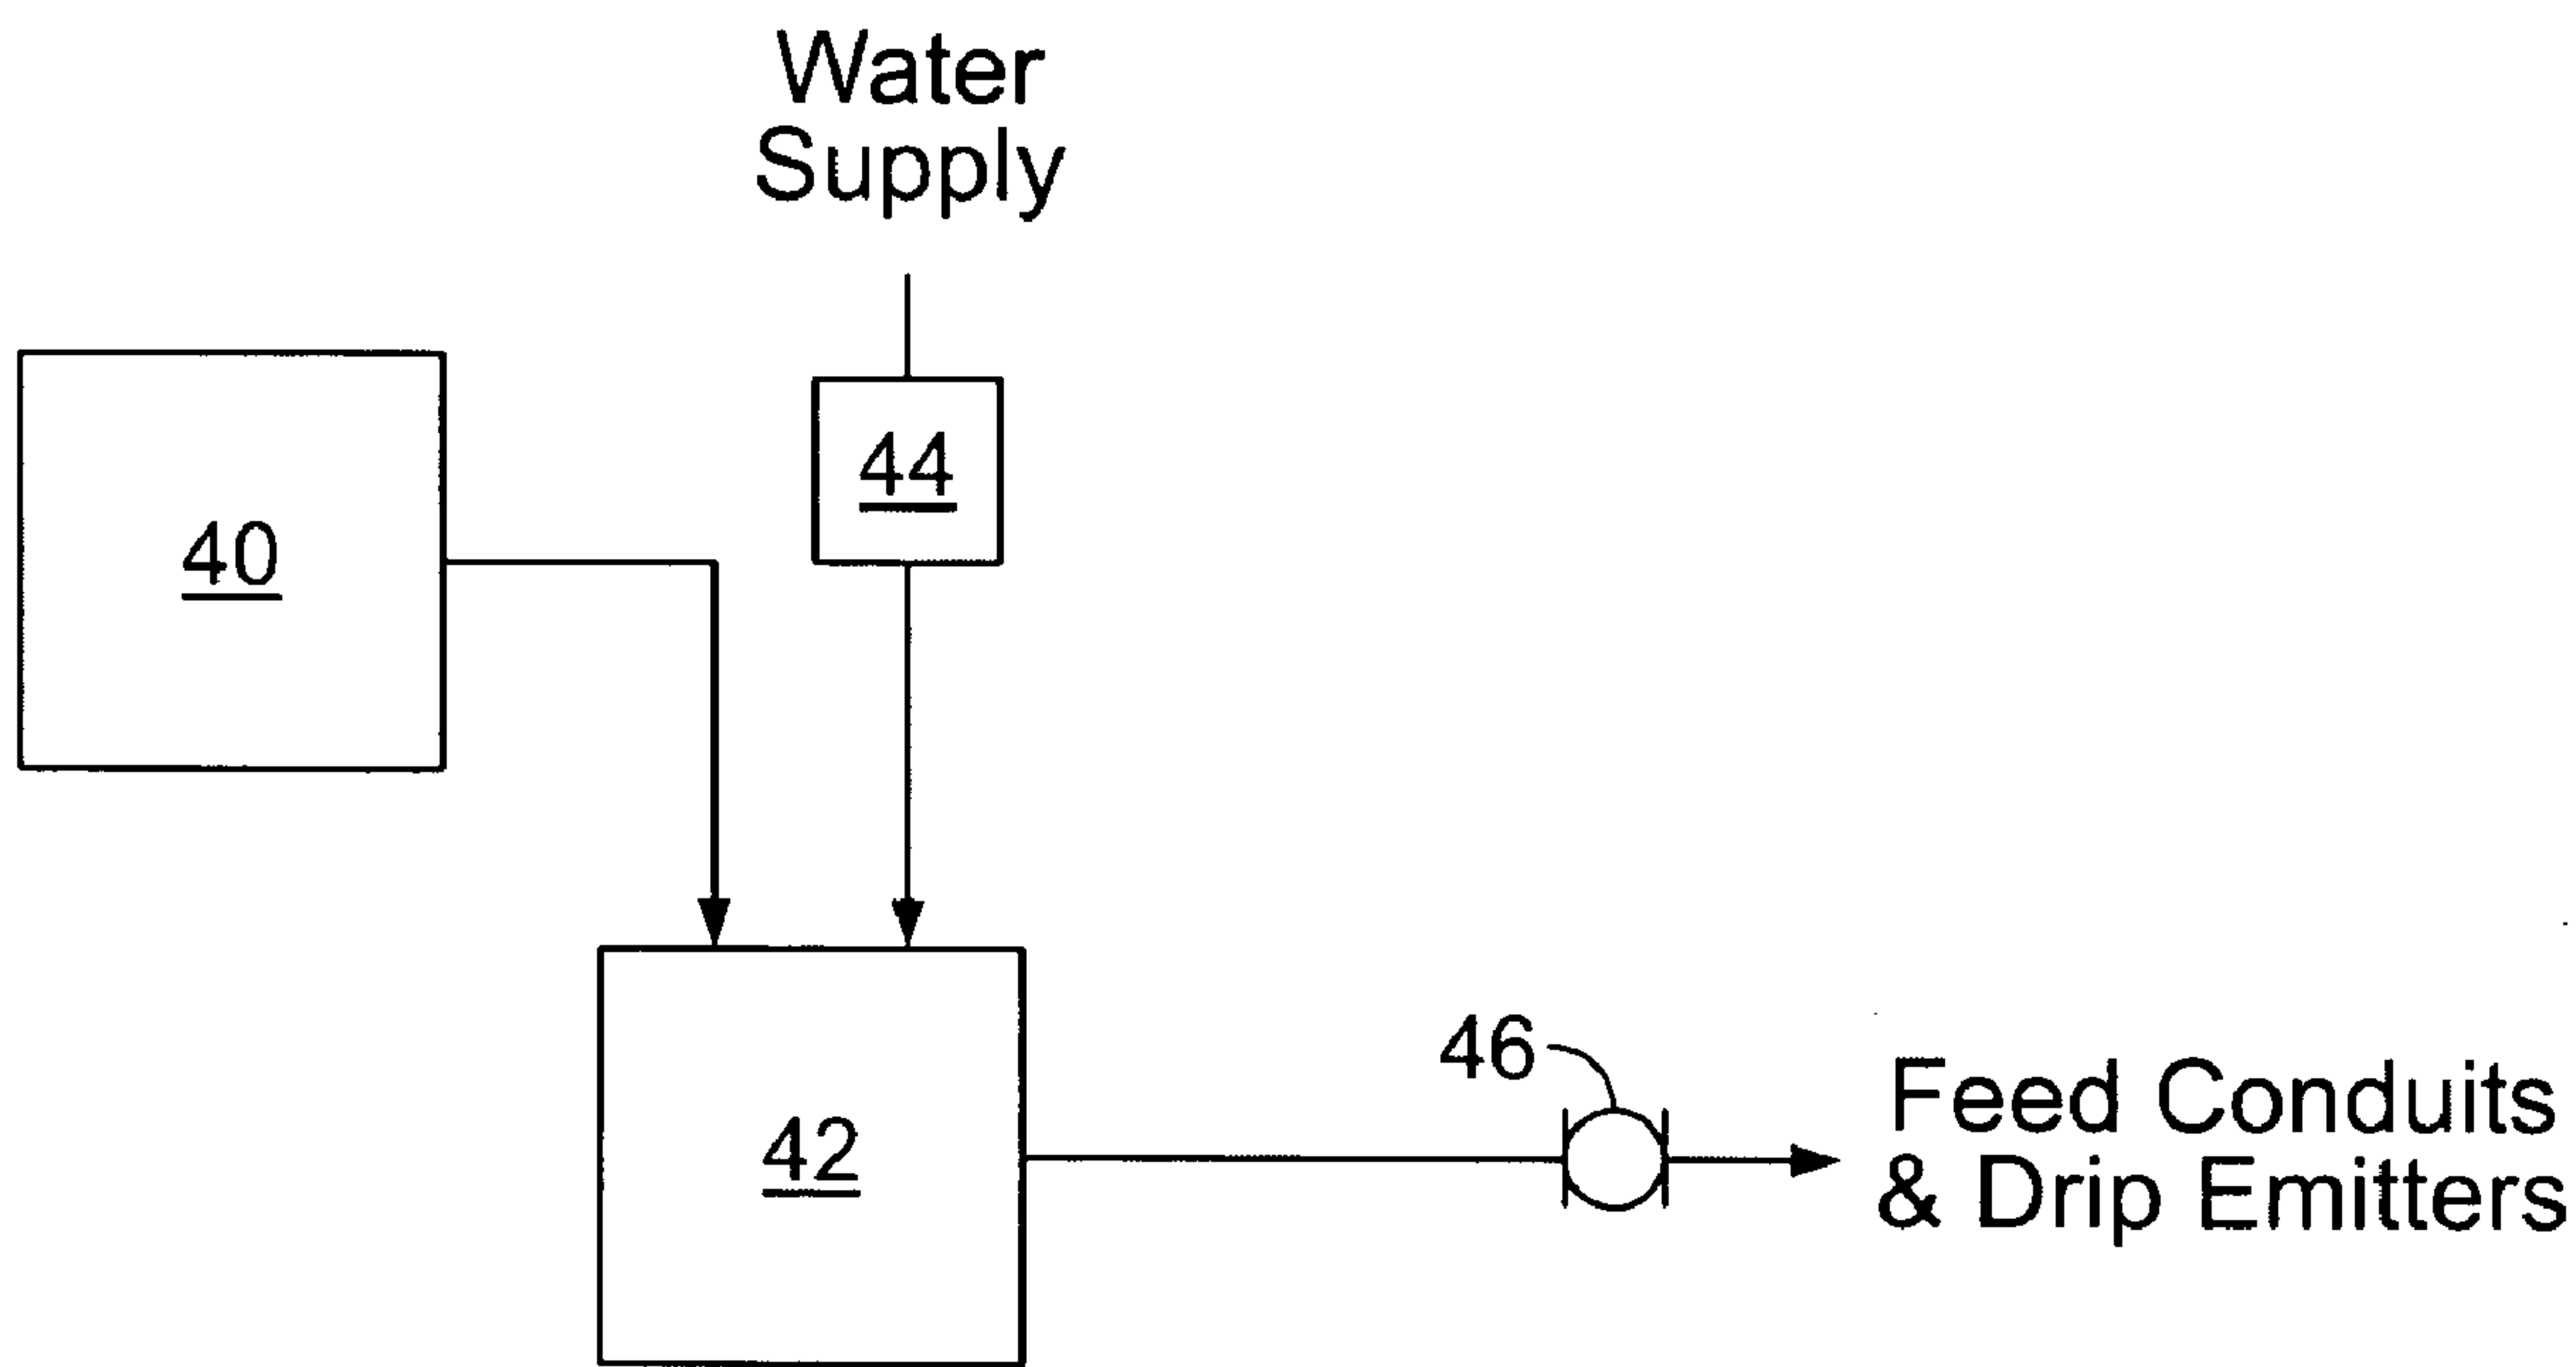 Water
Supply
44
40
46
Feed Conduits
& Drip Emitters
42